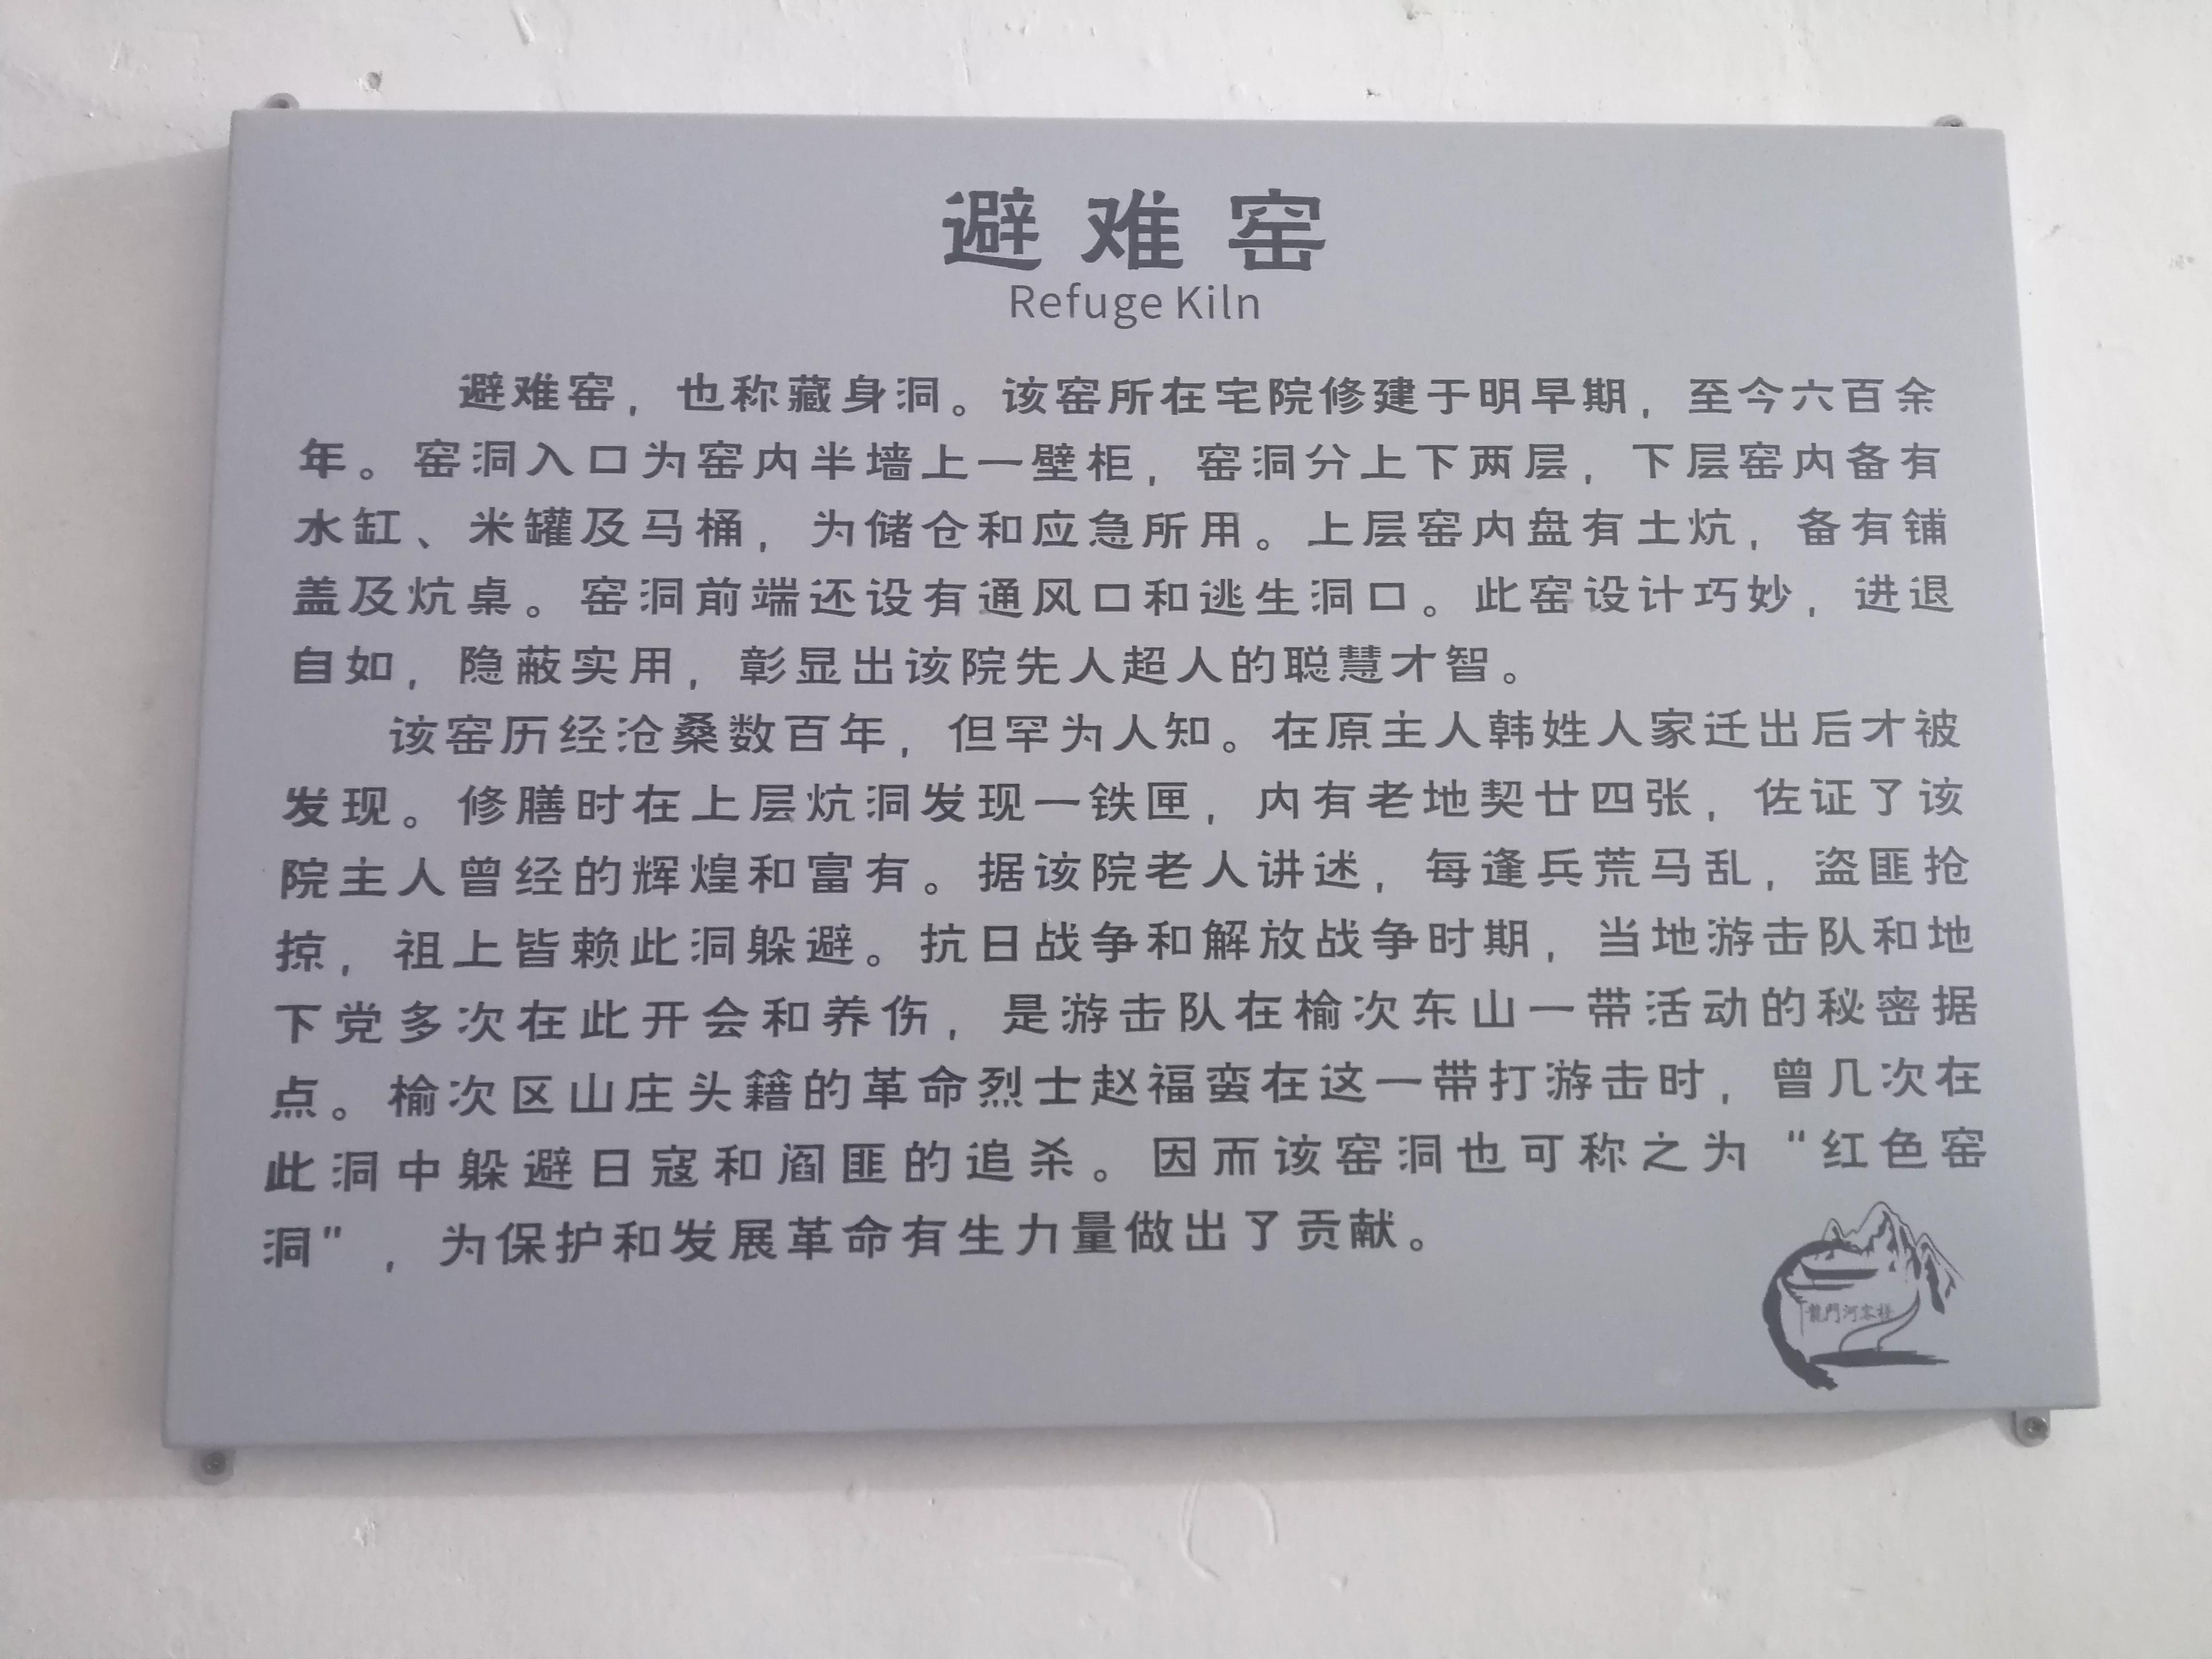 避难窑
Refuge Kiln
避难窑，也称藏身洞。该窑所在宅院修建于明早期，至今六百余
年。窑洞入口为窑内半墙上一壁柜，窑洞分上下两层，下层窑内备有
水缸、米罐及马桶，为储仓和应急所用。上层窑内盘有土炕，备有铺
盖及炕桌。窑洞前端还设有通风口和逃生洞口。此窑设计巧妙，进退
自如，隐蔽实用，彰显出该院先人超人的聪慧才智。
该窑历经沧桑数百年，但罕为人知。在原主人韩姓人家迁出后才被
发现。修膳时在上层炕洞发现一铁匣，内有老地契廿四张，佐证了该
院主人曾经的辉煌和富有。据该院老人讲述，每逢兵荒马乱，盗匪抢
掠，祖上皆赖此洞躲避。抗日战争和解放战争时期，当地游击队和地
下党多次在此开会和养伤，是游击队在榆次东山一带活动的秘密据
点。榆次区山庄头籍的革命烈士赵福蛮在这一带打游击时，曾几次在
此洞中躲避日寇和阎匪的追杀。因而该窑洞也可称之为“红色窑
洞”，为保护和发展革命有生力量做出了贡献。
龍門河客棧